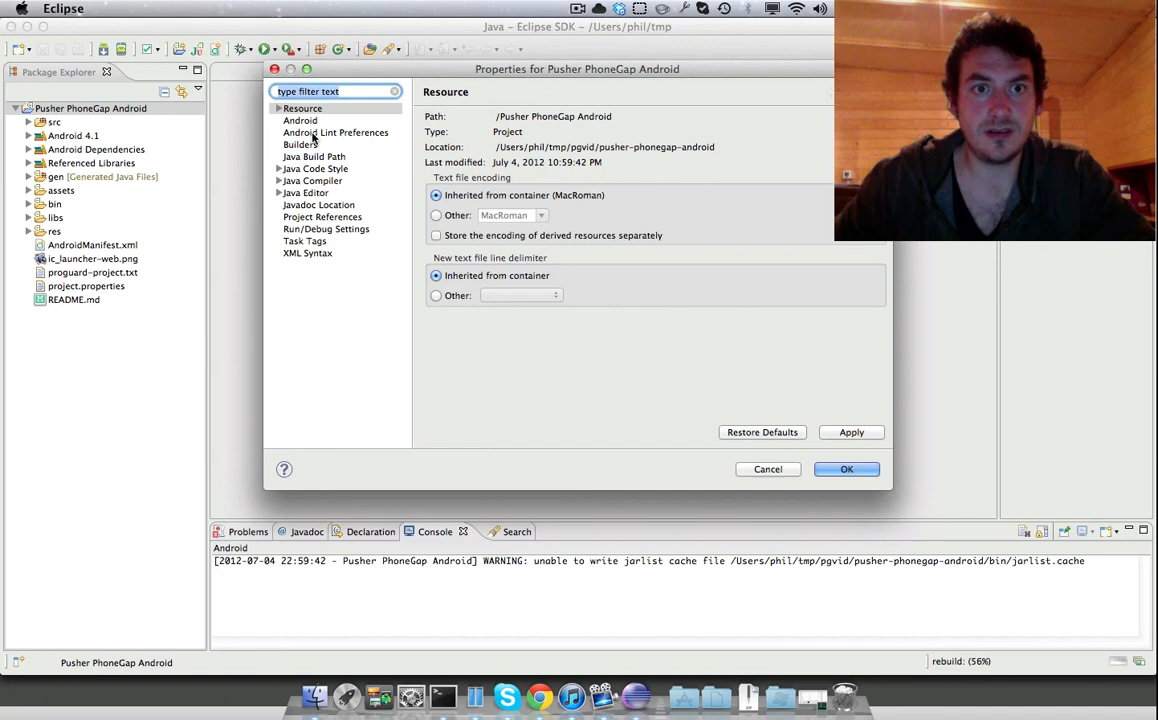 Eclipse
Java - Eclipse SDK - /Users/phil/tmp
Package Explorer
Pusher PhoneGap Android
src
Android 4.1
Android Dependencies
Referenced Libraries
gen [Generated Java Files]
assets
bin
libs
res
AndroidManifest.xml
ic_launcher-web.png
proguard-project.txt
project.properties
README.md
Properties for Pusher PhoneGap Android
type filter text
Resource
Android
Android Lint Preferences
Builders
Java Build Path
Java Code Style
Java Compiler
Java Editor
Javadoc Location
Project References
Run/Debug Settings
Task Tags
XML Syntax
Resource
Path: /Pusher PhoneGap Android
Type: Project
Location: /Users/phil/tmp/pgvid/pusher-phonegap-android
Last modified: July 4, 2012 10:59:42 PM
Text file encoding
Inherited from container (MacRoman)
Other: MacRoman
Store the encoding of derived resources separately
New text file line delimiter
Inherited from container
Other:
Restore Defaults Apply
Cancel OK
Problems @ Javadoc Declaration Console Search
Android
[2012-07-04 22:59:42 - Pusher PhoneGap Android] WARNING: unable to write jarlist cache file /Users/phil/tmp/pgvid/pusher-phonegap-android/bin/jarlist.cache
Pusher PhoneGap Android
rebuild: (56%)